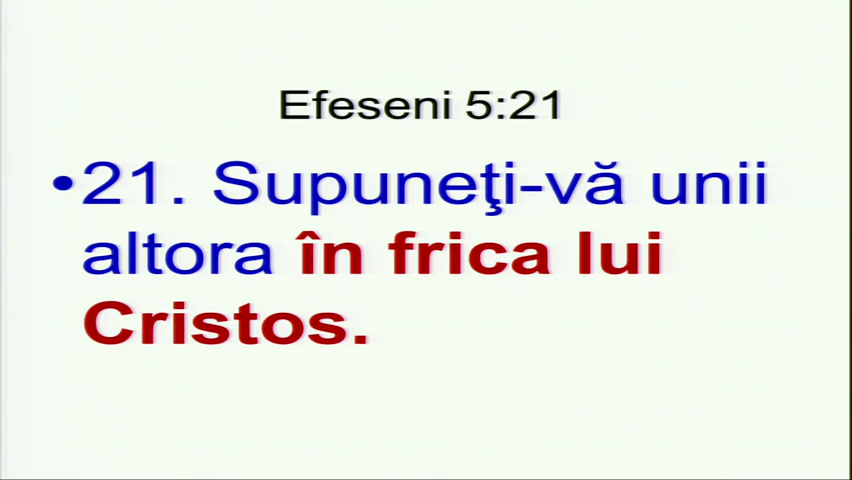 Efeseni 5:21
•21. Supuneţi-vă unii
altora în frica lui
Cristos.